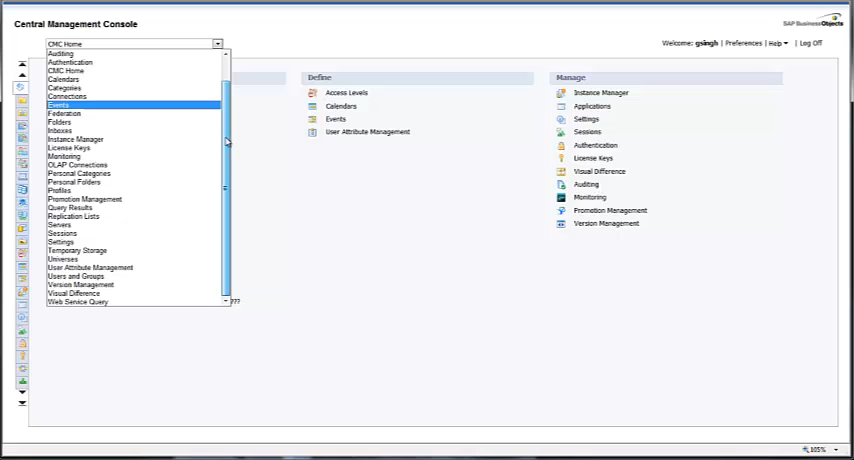 Central Management Console
SAP BusinessObjects
CMC Home
Welcome: gsingh | Preferences | Help | Log Off
Auditing
Authentication
CMC Home
Calendars
Categories
Connections
Events
Federation
Folders
Inboxes
Instance Manager
License Keys
Monitoring
OLAP Connections
Personal Categories
Personal Folders
Profiles
Promotion Management
Query Results
Replication Lists
Servers
Sessions
Settings
Temporary Storage
Universes
User Attribute Management
Users and Groups
Version Management
Visual Difference
Web Service Query
???
Define
Access Levels
Calendars
Events
User Attribute Management
Manage
Instance Manager
Applications
Settings
Sessions
Authentication
License Keys
Visual Difference
Auditing
Monitoring
Promotion Management
Version Management
105%